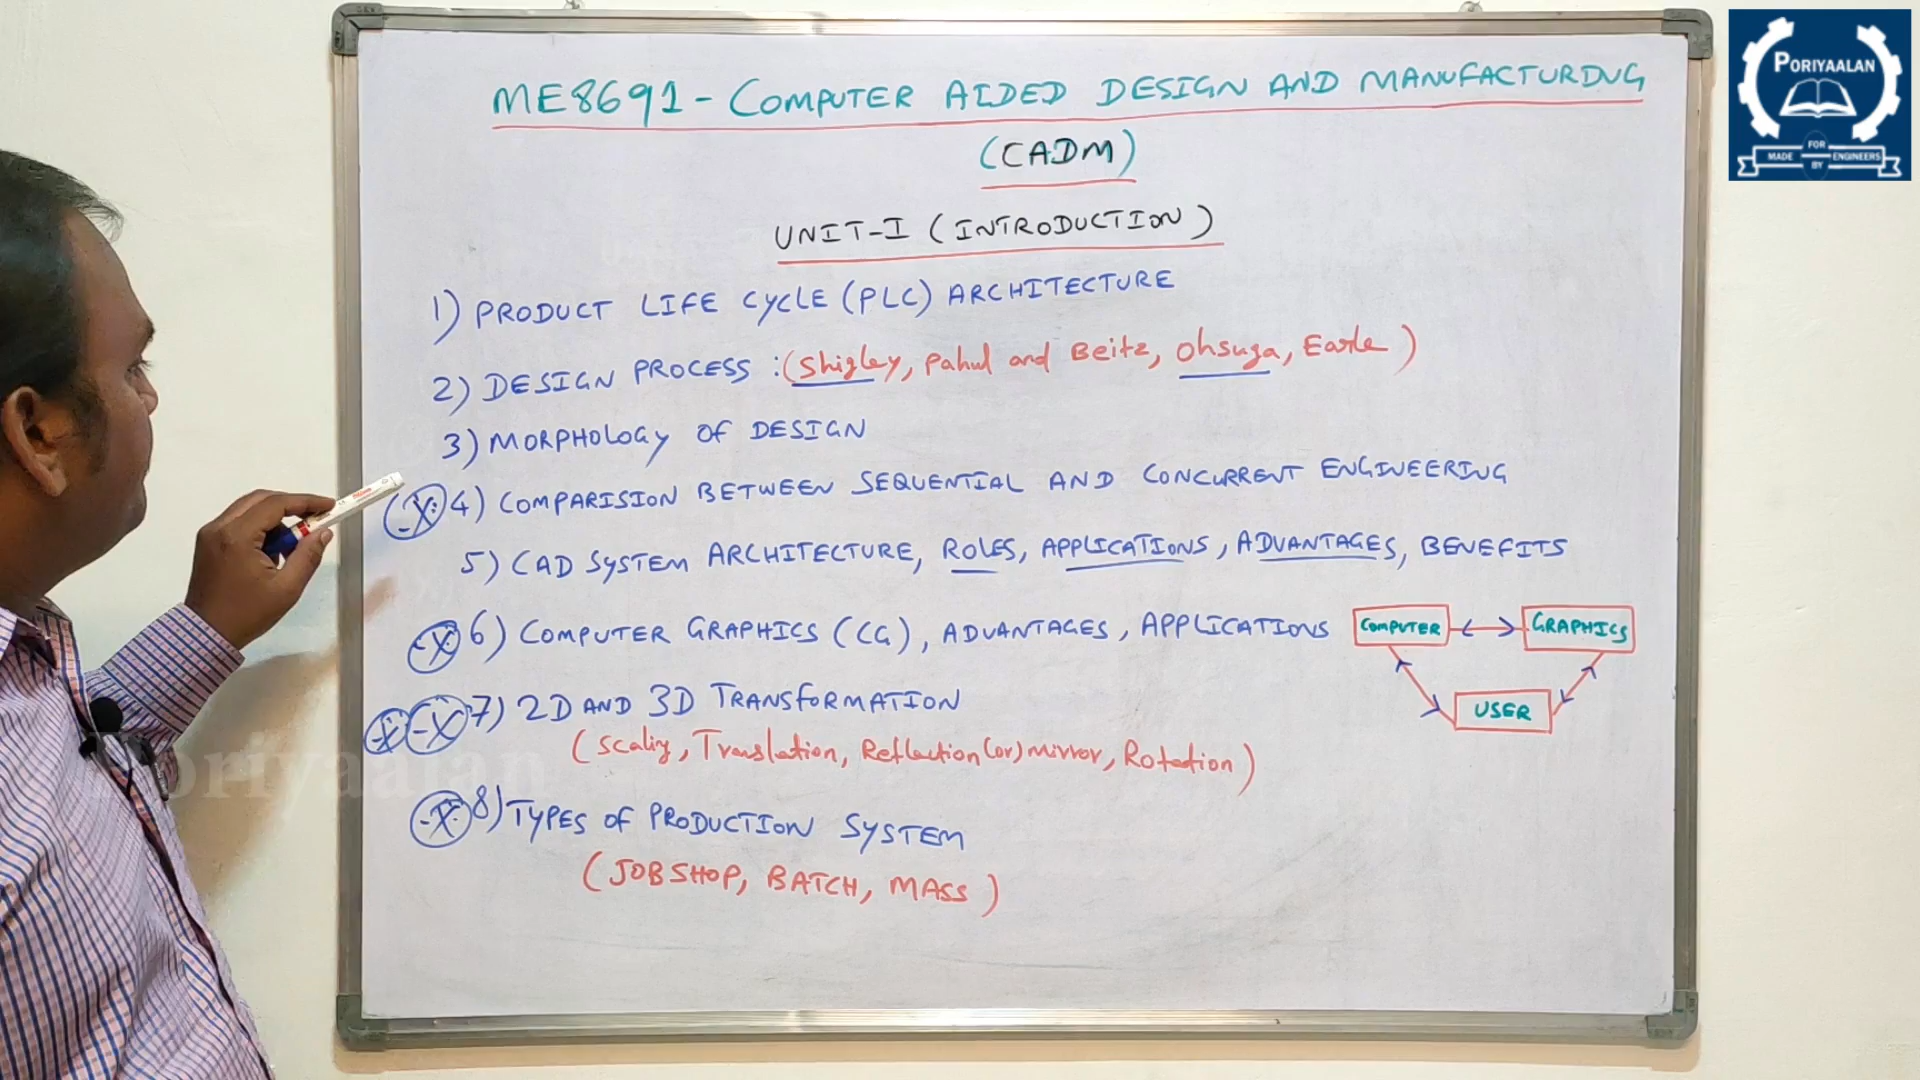 ME8691 - COMPUTER AIDED DESIGN AND MANUFACTURING
(CADM)
UNIT-I (INTRODUCTION)
1) PRODUCT LIFE CYCLE (PLC) ARCHITECTURE
2) DESIGN PROCESS :(Shigley, Pahul and Beitz, Ohsuga, Earle)
3) MORPHOLOGY OF DESIGN
4) COMPARISION BETWEEN SEQUENTIAL AND CONCURRENT ENGINEERING
5) CAD SYSTEM ARCHITECTURE, ROLES, APPLICATIONS, ADVANTAGES, BENEFITS
6) COMPUTER GRAPHICS (CG), ADVANTAGES, APPLICATIONS
COMPUTER GRAPHICS
USER
7) 2D AND 3D TRANSFORMATION
(Scaling, Translation, Reflection (or) mirror, Rotation)
8) TYPES OF PRODUCTION SYSTEM
(JOBSHOP, BATCH, MASS)
PORIYAALAN
MADE FOR BY ENGINEERS
Poriyaalan